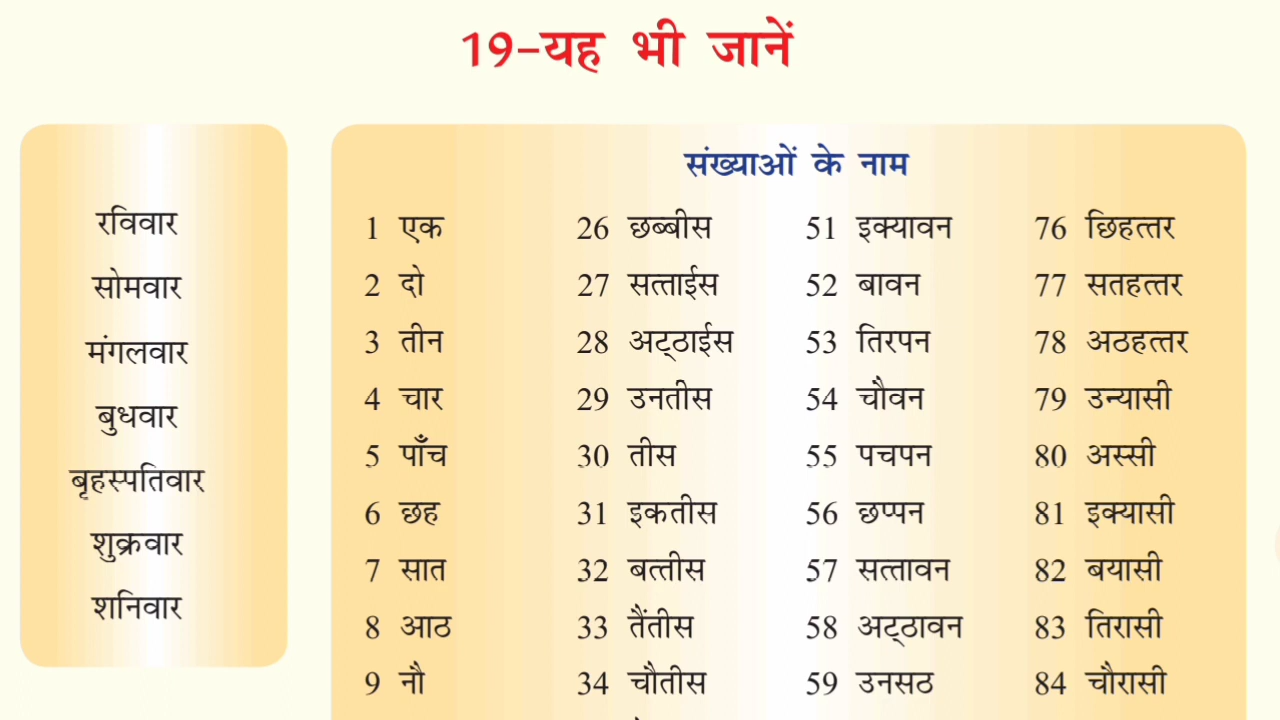 19-यह भी जानें
रविवार
सोमवार
मंगलवार
बुधवार
बृहस्पतिवार
शुक्रवार
शनिवार
संख्याओं के नाम
1 एक 26 छब्बीस 51 इक्यावन 76 छिहत्तर
2 दो 27 सत्ताईस 52 बावन 77 सतहत्तर
3 तीन 28 अट्ठाईस 53 तिरपन 78 अठहत्तर
4 चार 29 उनतीस 54 चौवन 79 उन्यासी
5 पाँच 30 तीस 55 पचपन 80 अस्सी
6 छह 31 इकतीस 56 छप्पन 81 इक्यासी
7 सात 32 बत्तीस 57 सत्तावन 82 बयासी
8 आठ 33 तैंतीस 58 अट्ठावन 83 तिरासी
9 नौ 34 चौतीस 59 उनसठ 84 चौरासी